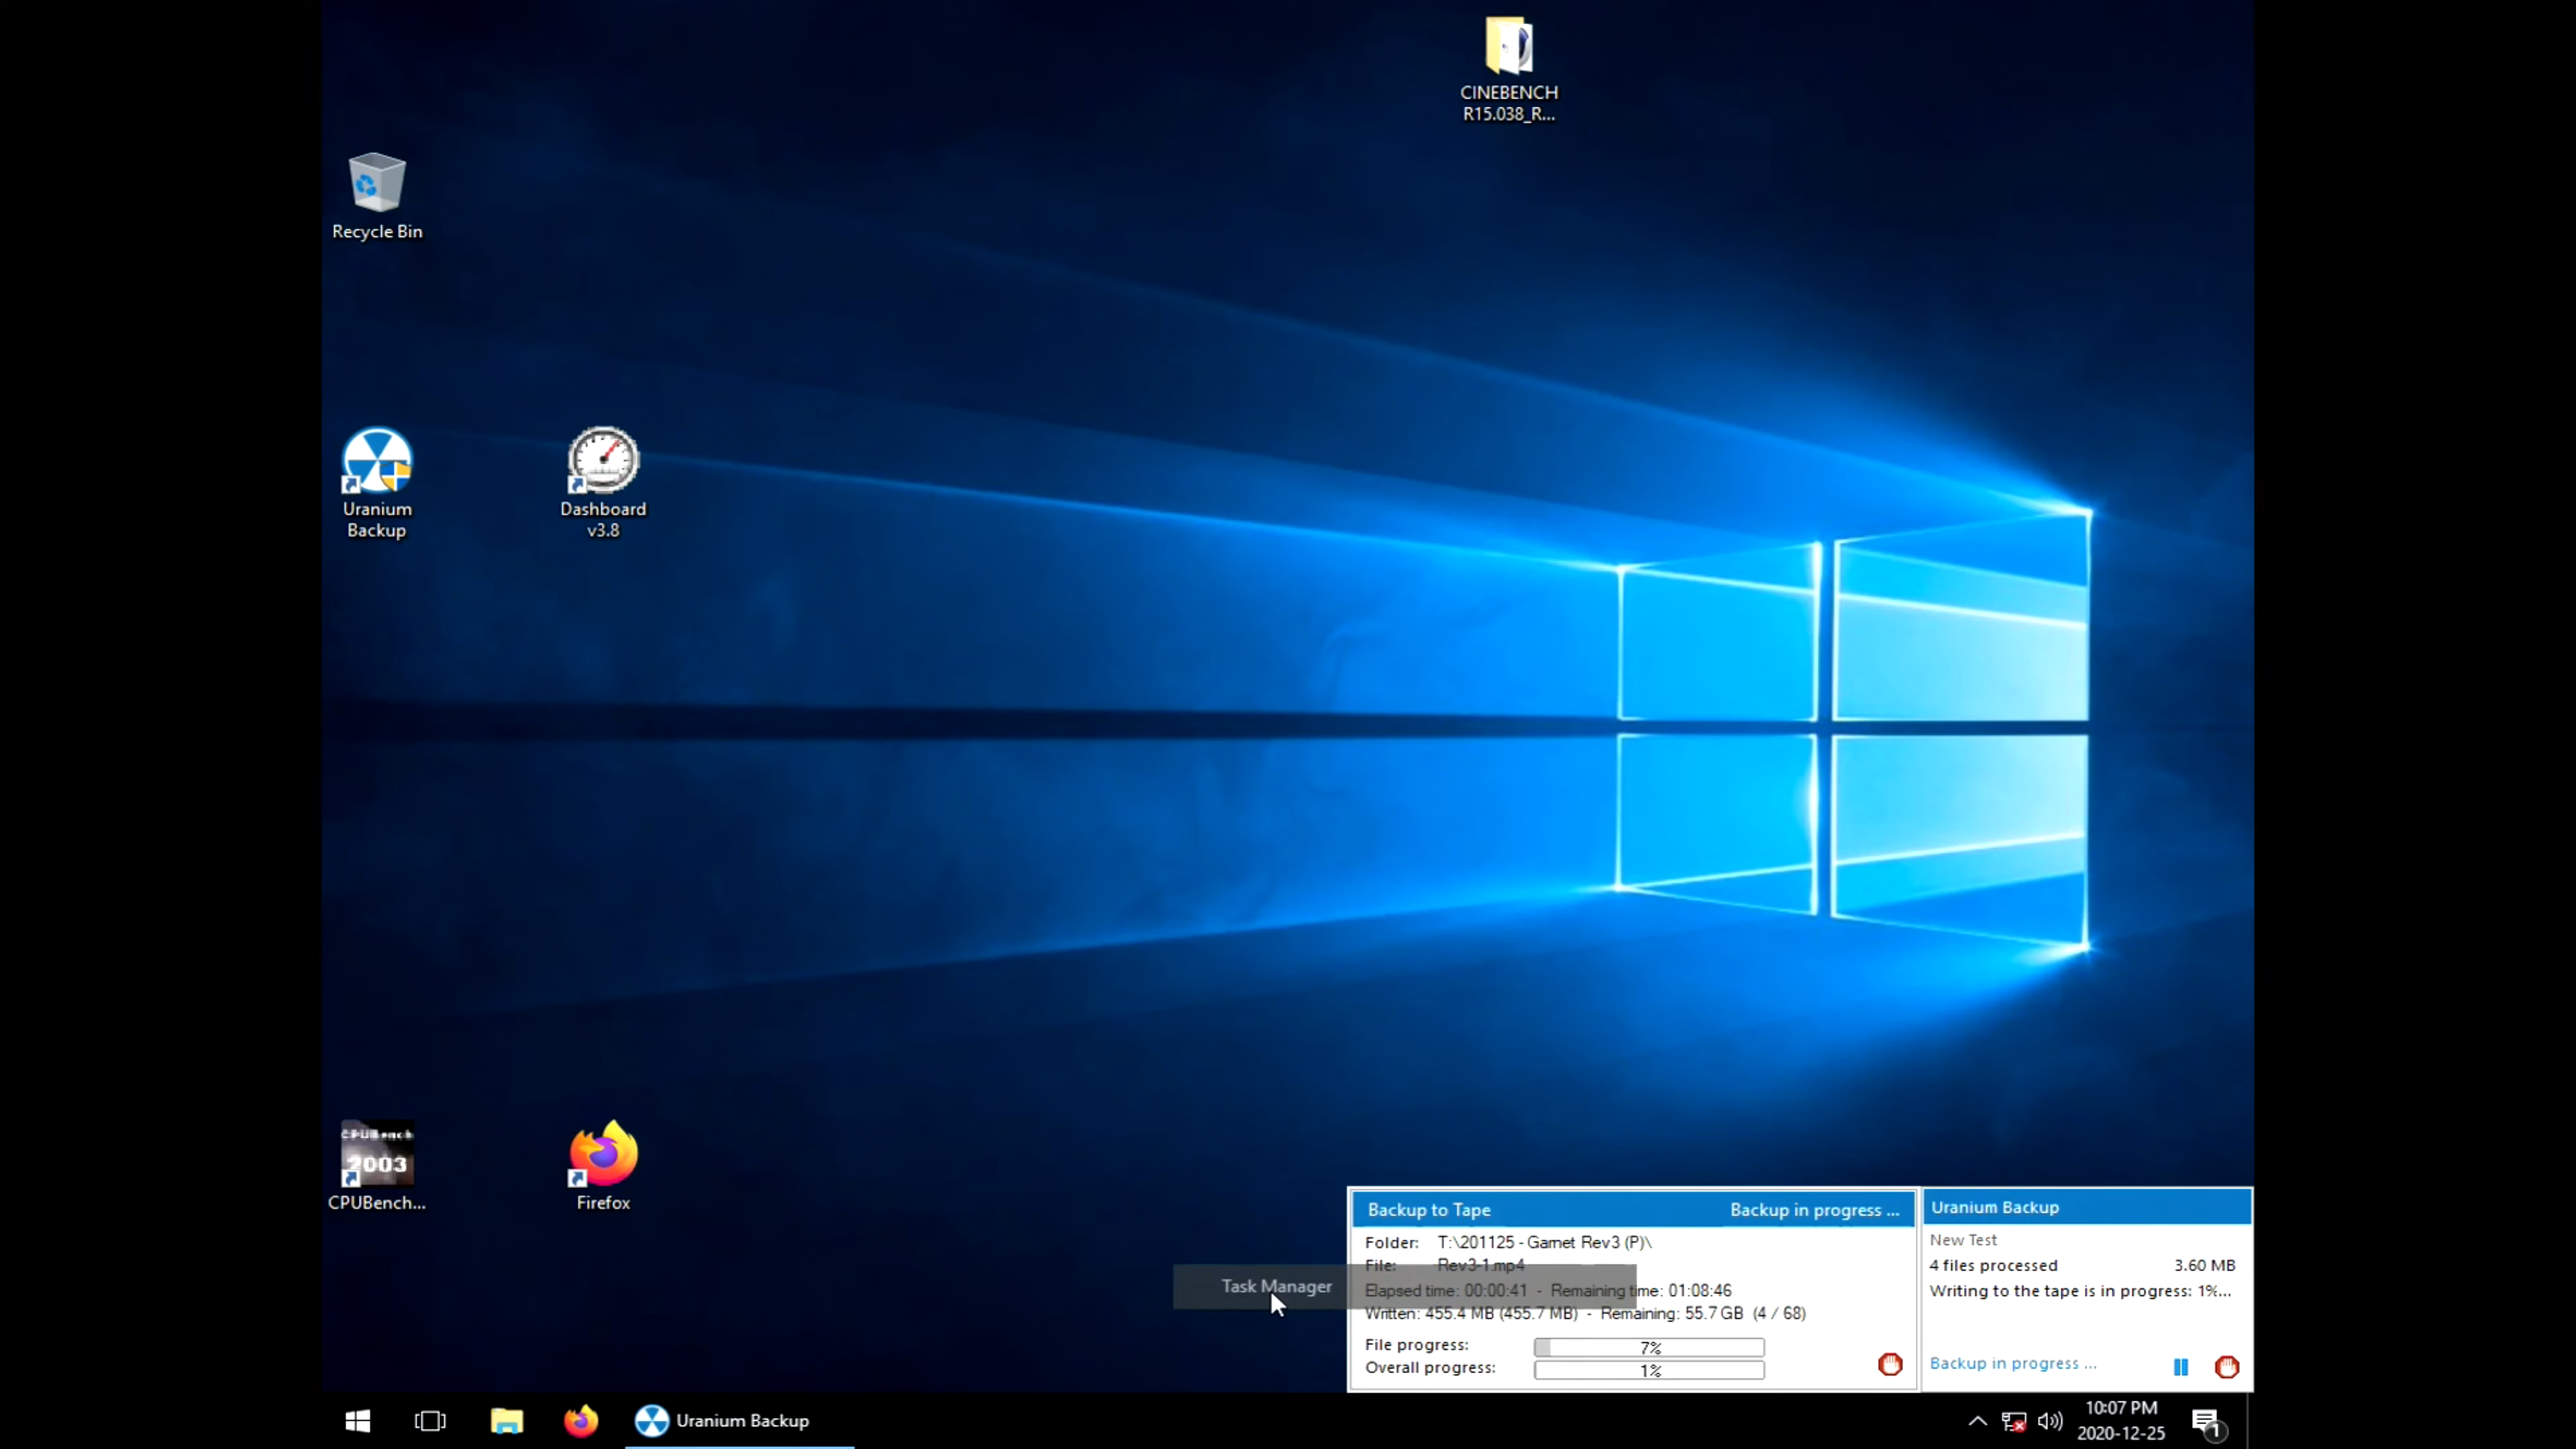 CINEBENCH
R15.038_R...
Recycle Bin
Uranium
Backup
Dashboard
v3.8
CPUBench
2003
CPUBench...
Firefox
Backup to Tape Backup in progress ...
Folder: T:\201125 - Garnet Rev3 (P)\
File: Rev3-1.mp4
Elapsed time: 00:00:41 - Remaining time: 01:08:46
Written: 455.4 MB (455.7 MB) - Remaining: 55.7 GB (4 / 68)
File progress: 7%
Overall progress: 1%
Task Manager
Uranium Backup
New Test
4 files processed 3.60 MB
Writing to the tape is in progress: 1%...
Backup in progress ...
Uranium Backup
10:07 PM
2020-12-25
1